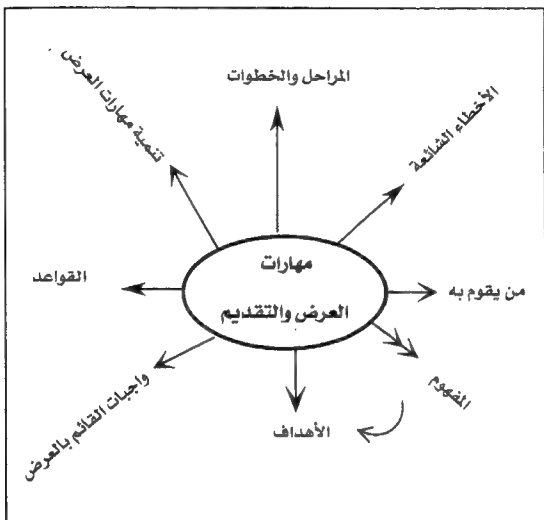 المراحل والخطوات
الأخطاء الشائعة
تنمية مهارات العرض
مهارات
العرض والتقديم
من يقوم به
القواعد
المفهوم
واجبات القائم بالعرض
الأهداف